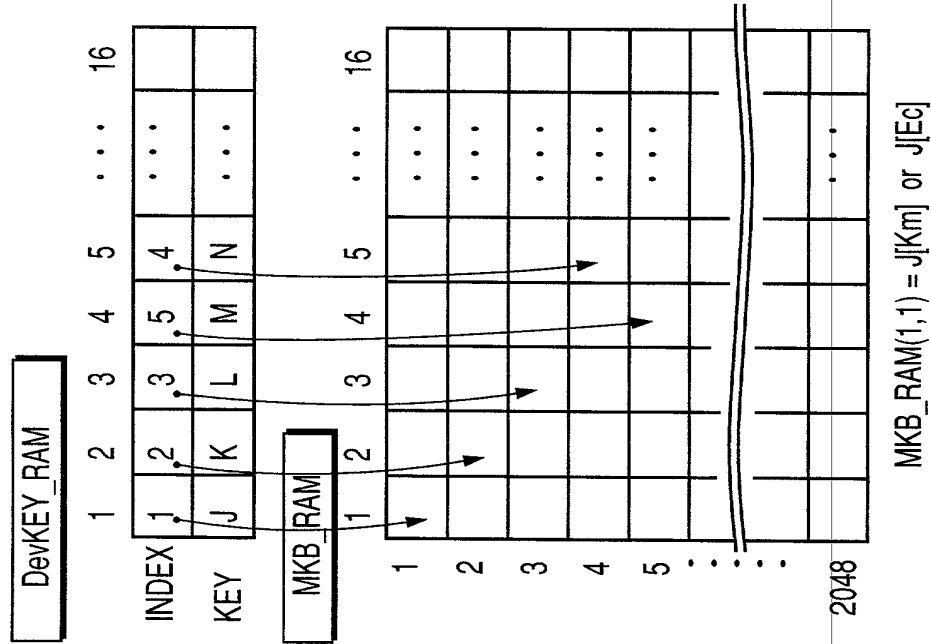 DevKEY_RAM
1 2 3 4 5 ... 16
INDEX 1 2 3 5 4 ...
KEY J K L M N ...
MKB_RAM
1 2 3 4 5 ... 16
1 ...
2 ...
3 ...
4 ...
5 ...
.....
2048 ...
MKB_RAM(1,1) = J[Km] or J[Ec]